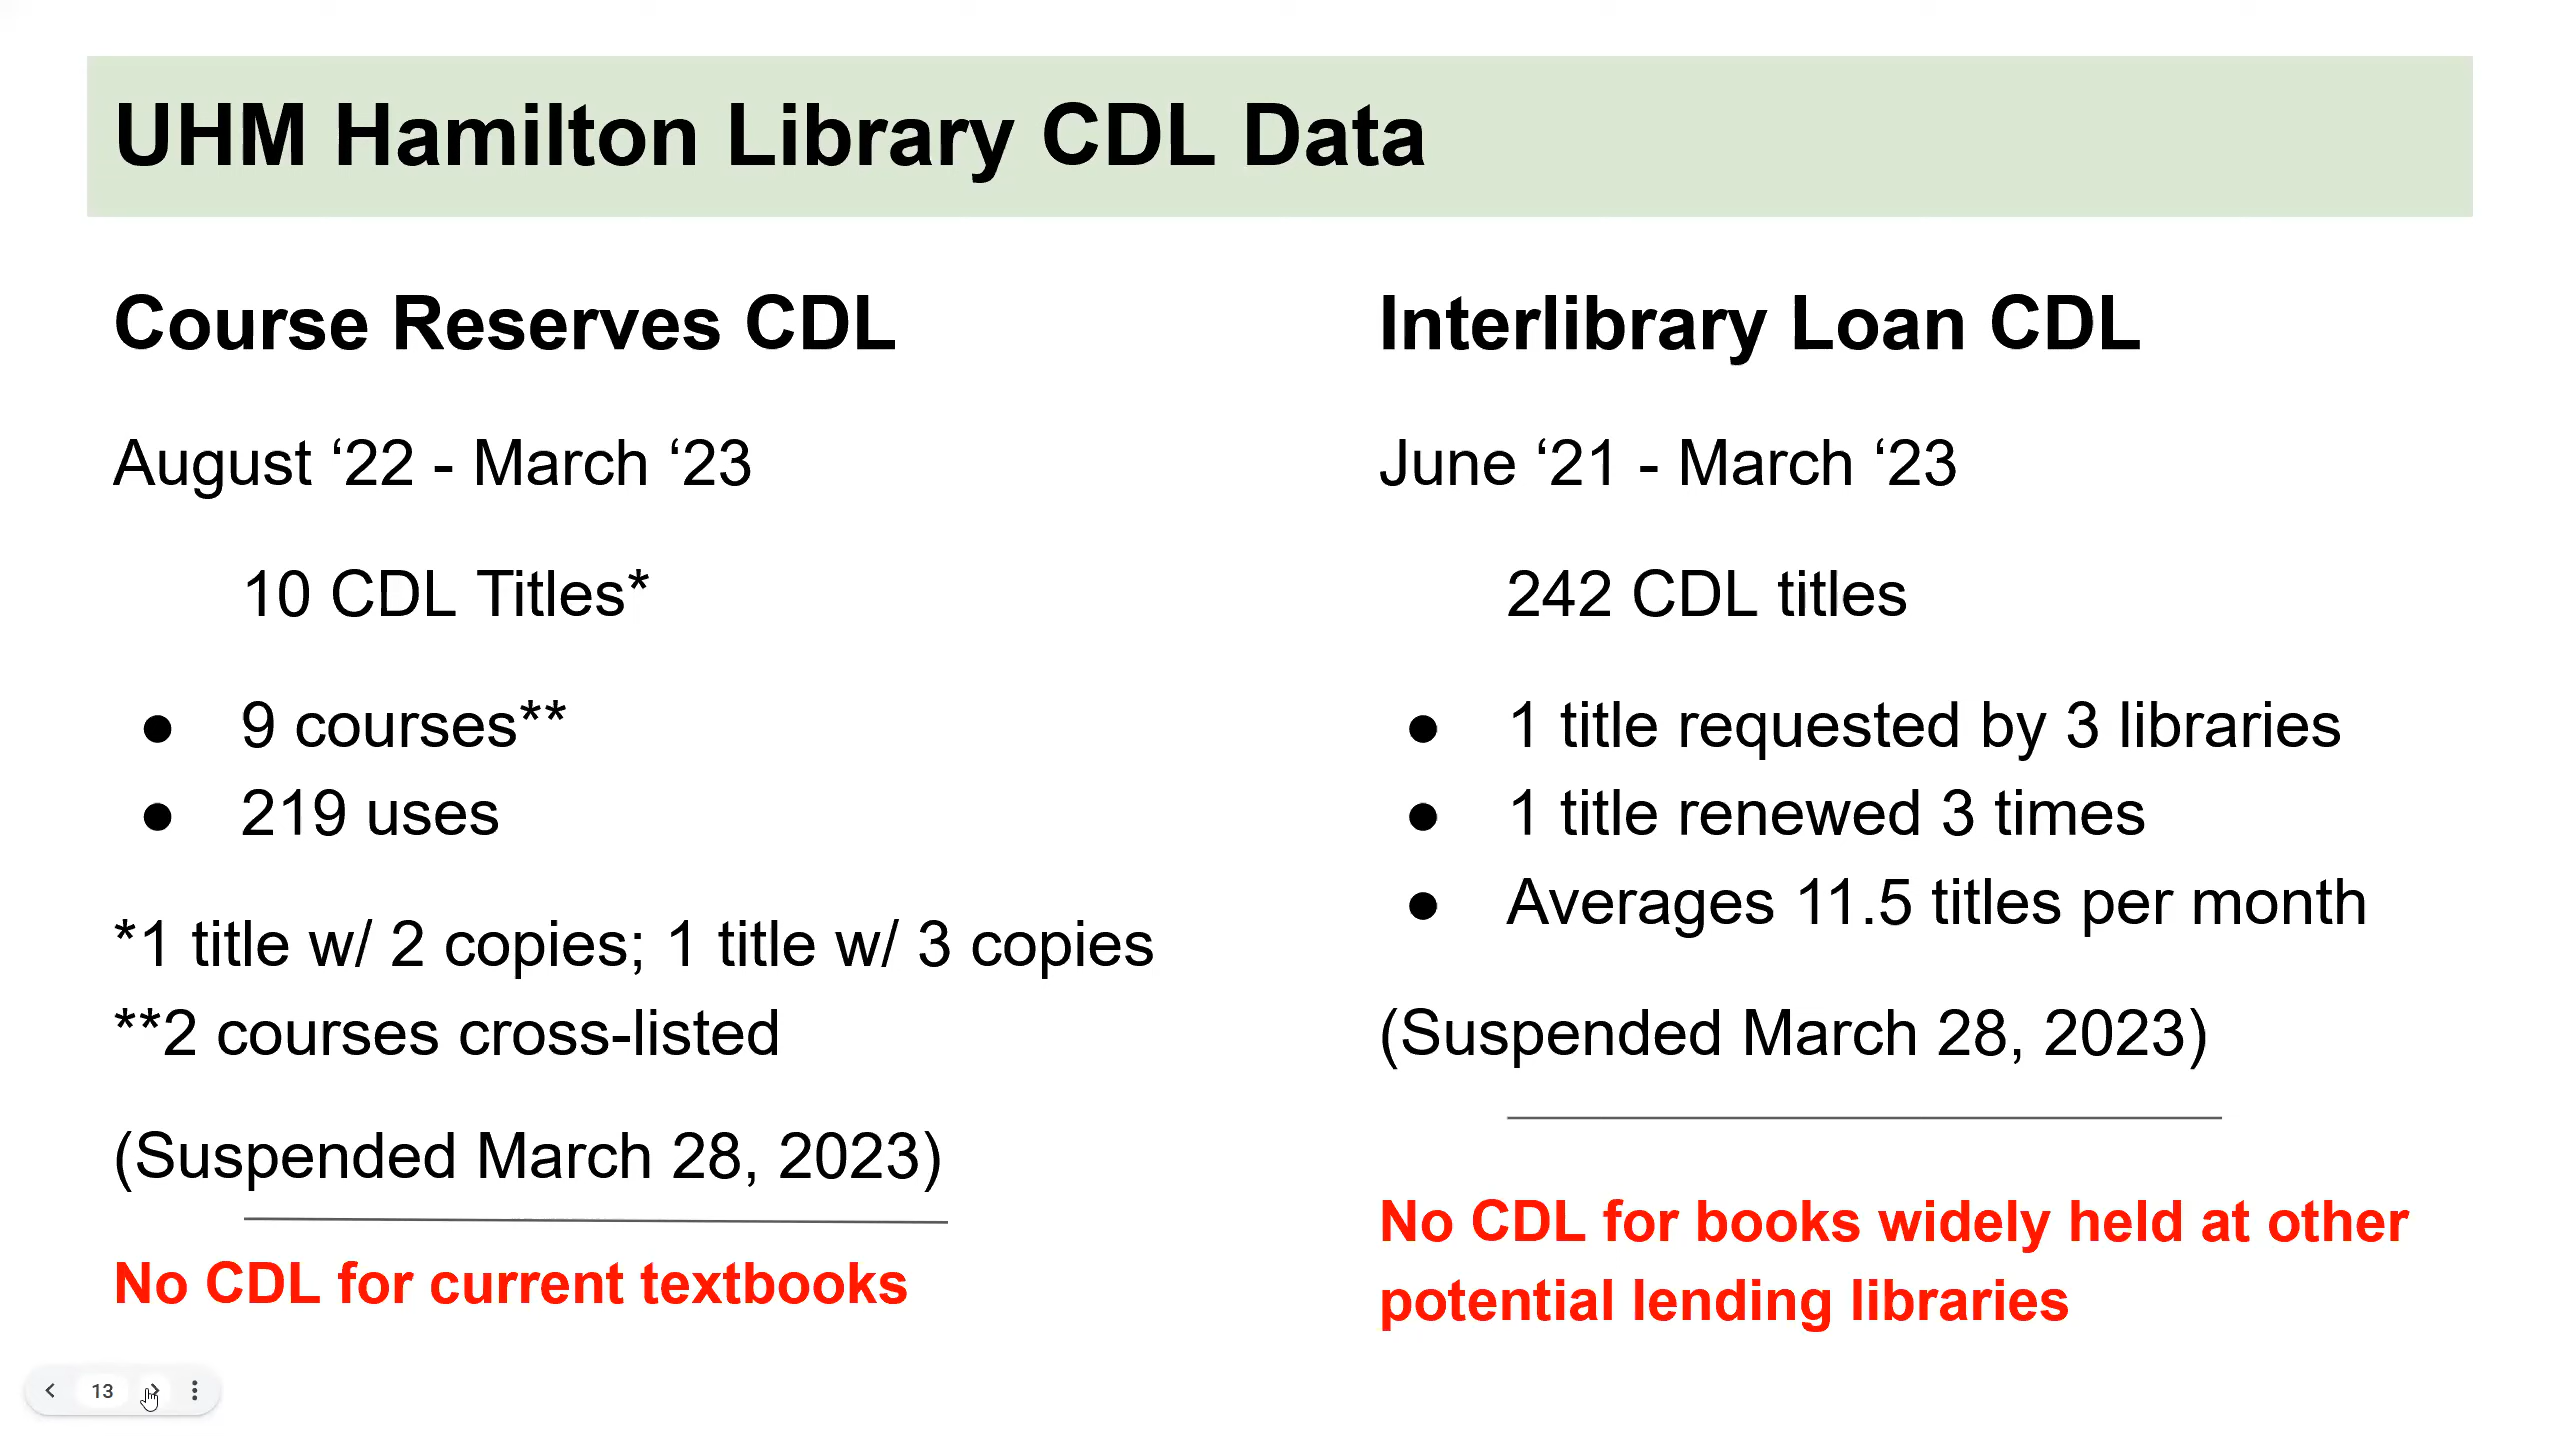 UHM Hamilton Library CDL Data
Course Reserves CDL
August ‘22 - March ‘23
10 CDL Titles*
● 9 courses**
● 219 uses
*1 title w/ 2 copies; 1 title w/ 3 copies
**2 courses cross-listed
(Suspended March 28, 2023)
No CDL for current textbooks
Interlibrary Loan CDL
June ‘21 - March ‘23
242 CDL titles
● 1 title requested by 3 libraries
● 1 title renewed 3 times
● Averages 11.5 titles per month
(Suspended March 28, 2023)
No CDL for books widely held at other
potential lending libraries
13